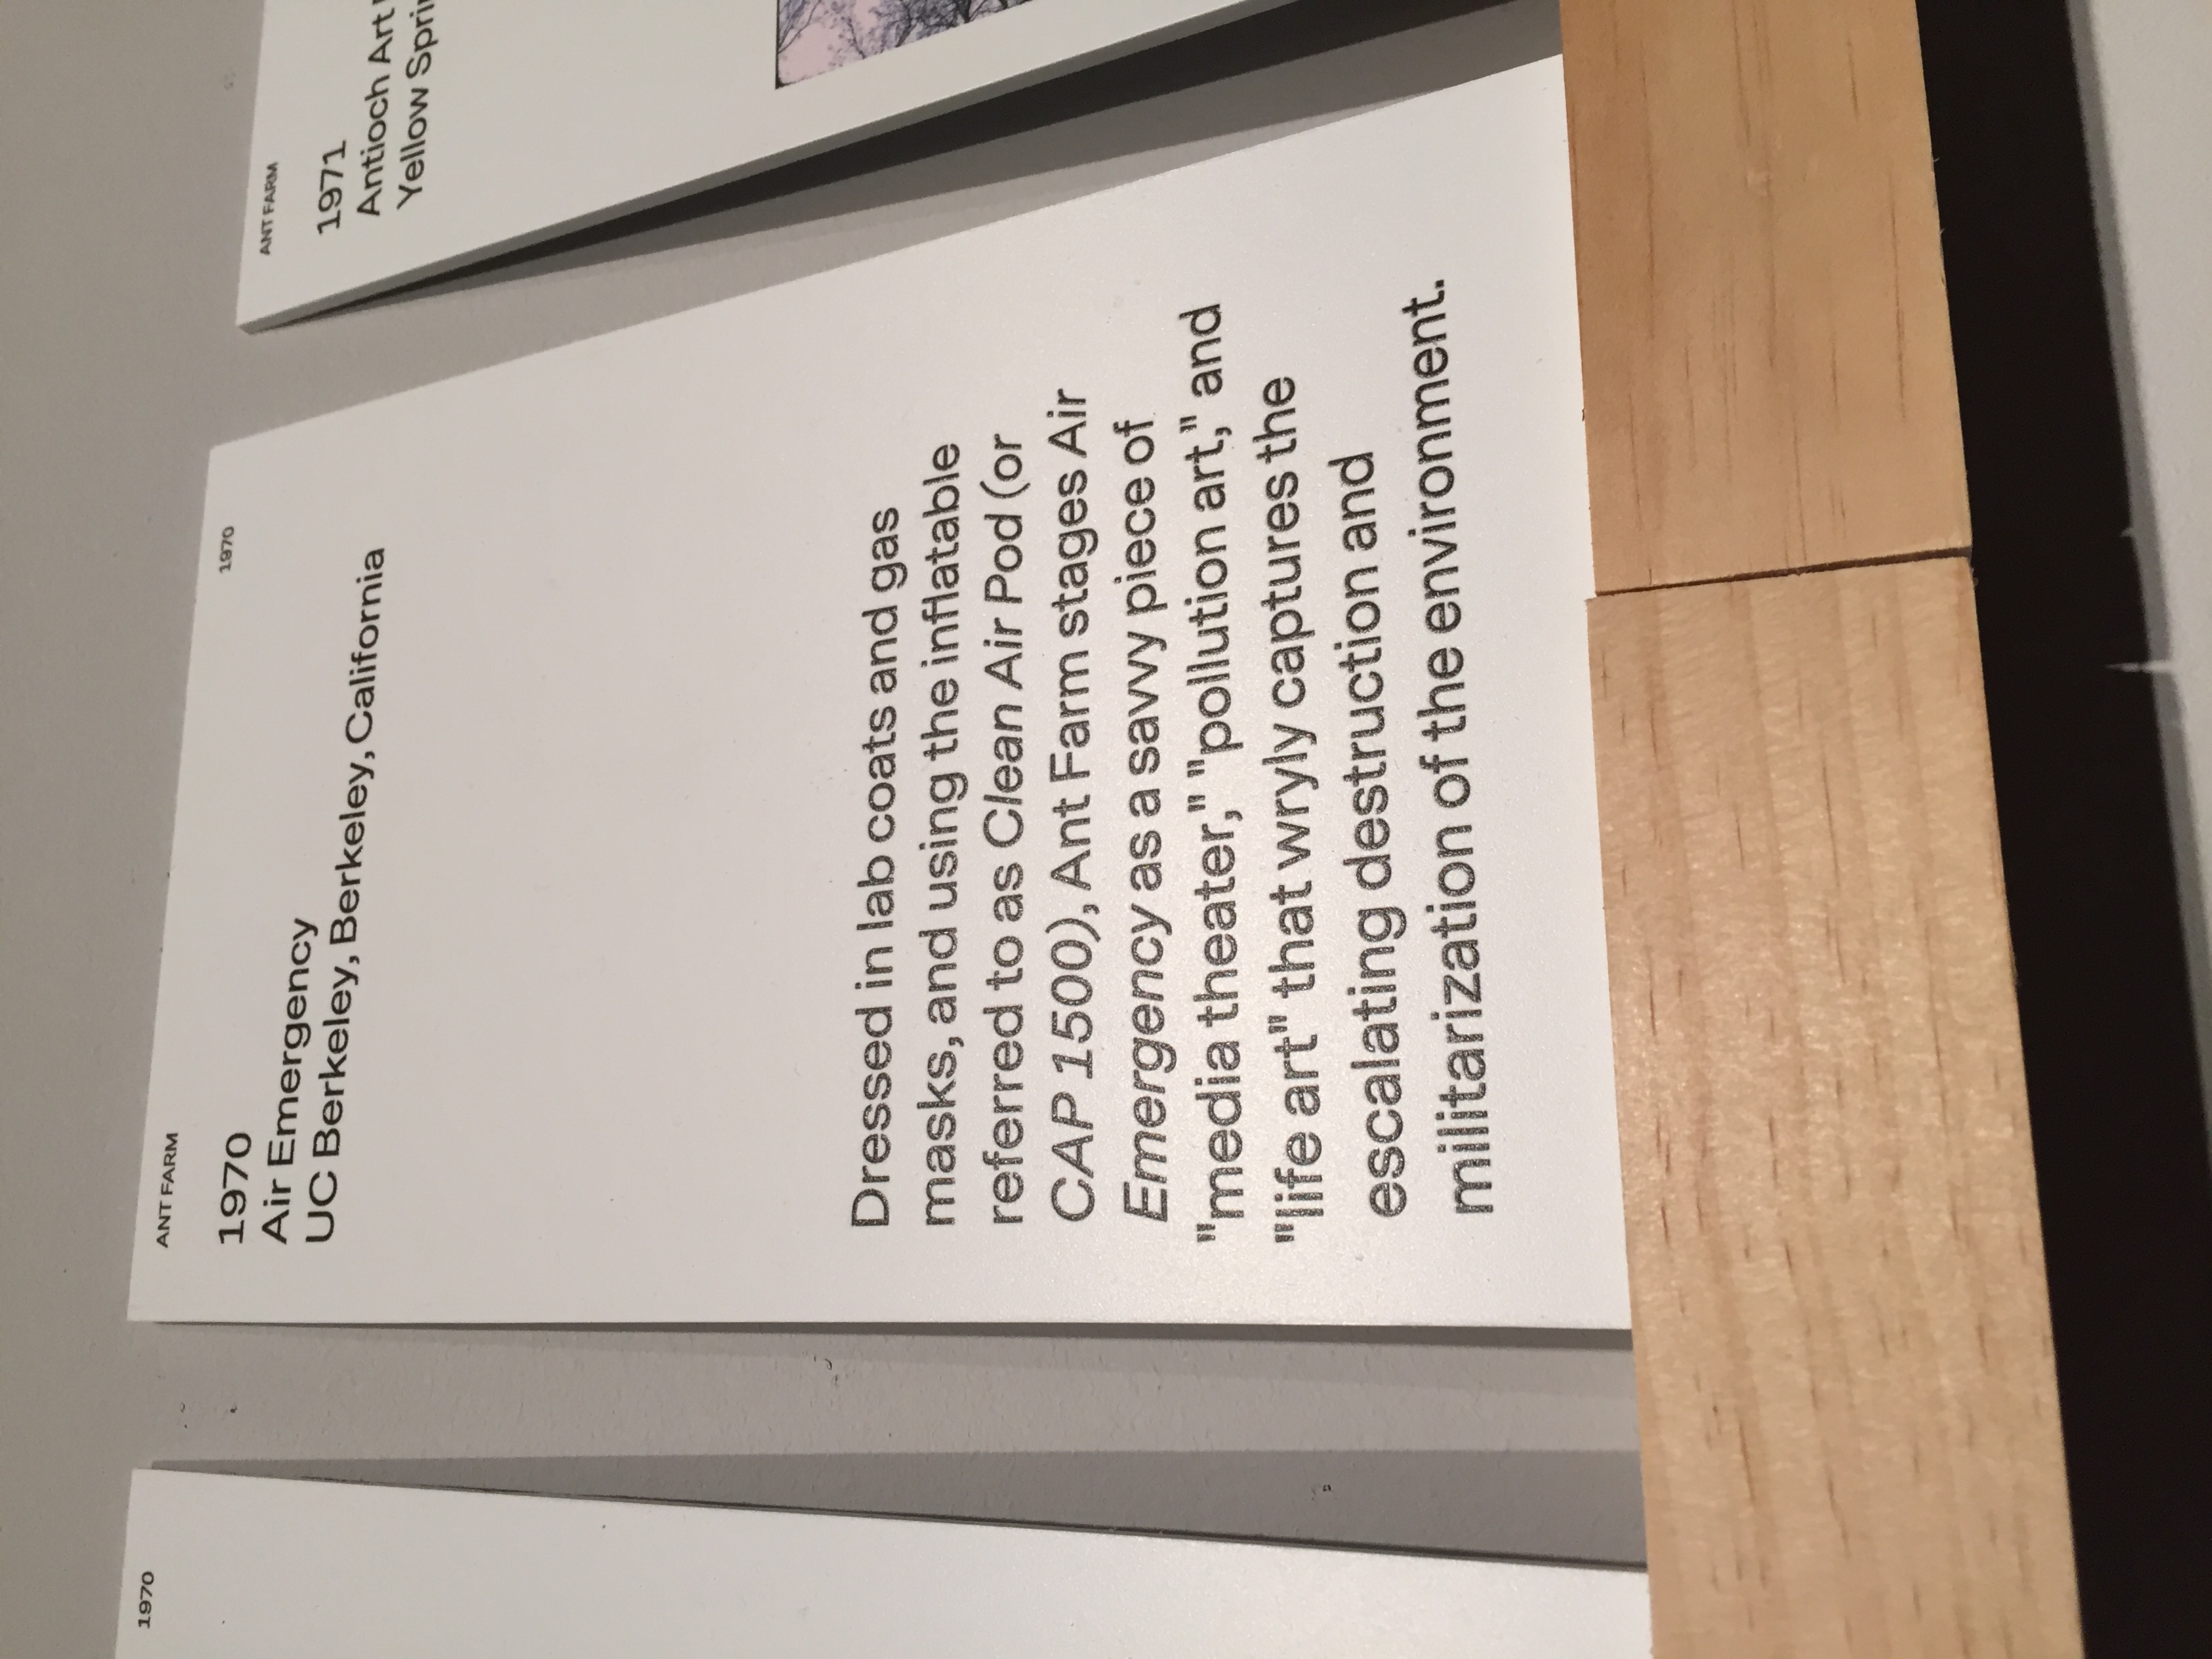 1970
ANT FARM
1970
1970
Air Emergency
UC Berkeley, Berkeley, California
Dressed in lab coats and gas
masks, and using the inflatable
referred to as Clean Air Pod (or
CAP 1500), Ant Farm stages Air
Emergency as a savvy piece of
"media theater," "pollution art," and
"life art" that wryly captures the
escalating destruction and
militarization of the environment.
ANT FARM
1971
Antioch Art
Yellow